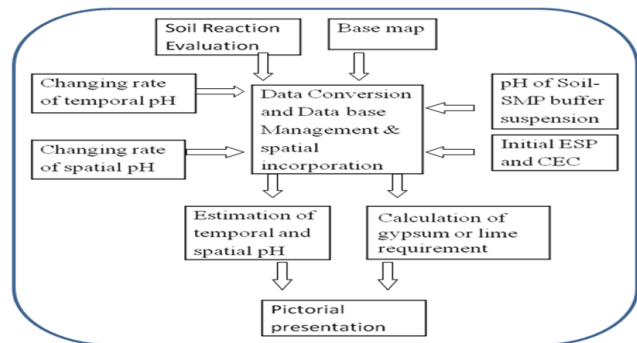 Soil Reaction
Evaluation
Base map
Changing rate
of temporal pH
Data Conversion
and Data base
Management &
spatial
incorporation
pH of Soil-
SMP buffer
suspension
Changing rate
of spatial pH
Initial ESP
and CEC
Estimation of
temporal and
spatial pH
Calculation of
gypsum or lime
requirement
Pictorial
presentation